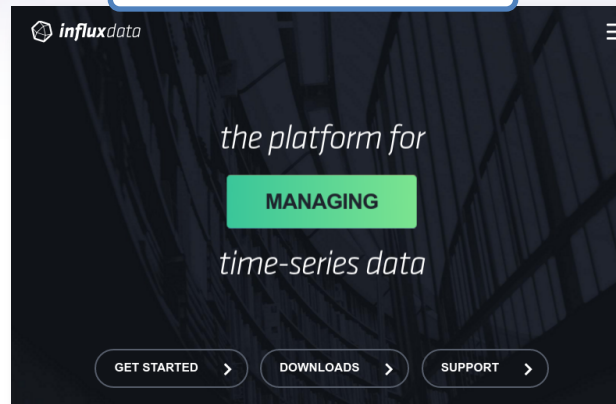 influxdata
the platform for
MANAGING
time-series data
GET STARTED
DOWNLOADS
SUPPORT